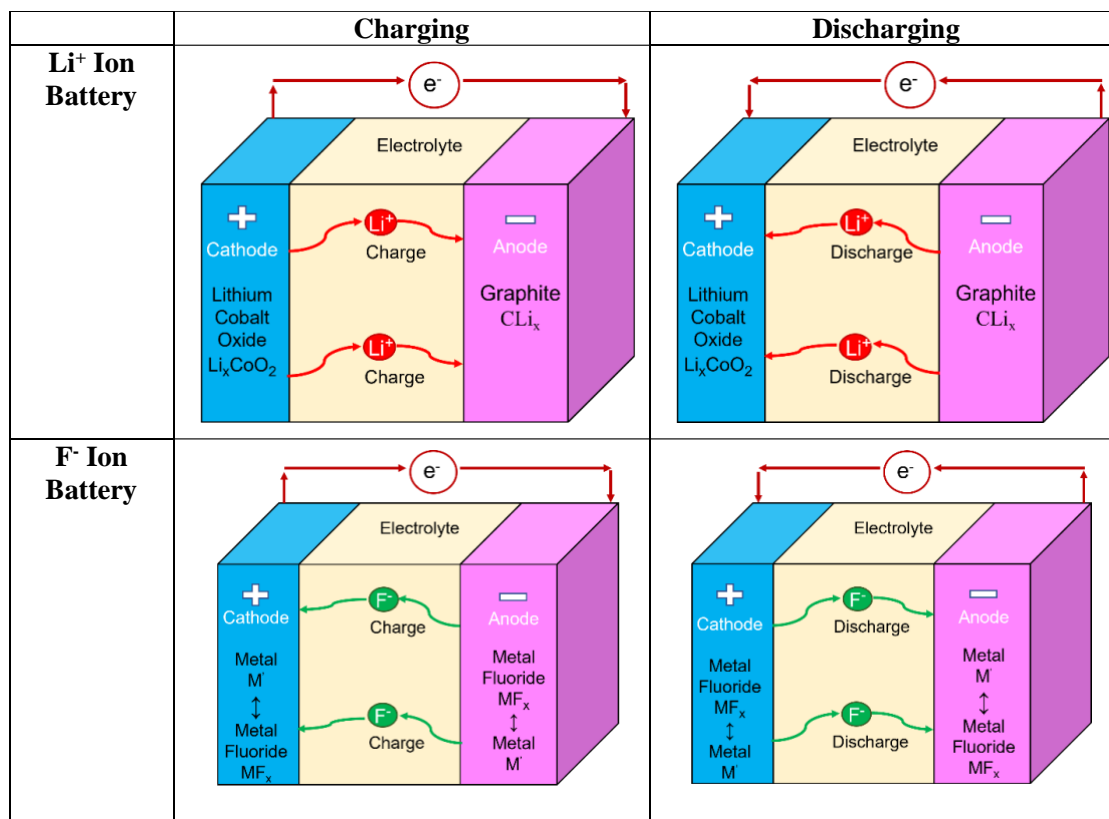 Charging
Discharging
Li⁺ Ion
Battery
e⁻
Electrolyte
+
Cathode
Lithium
Cobalt
Oxide
LiₓCoO₂
Li⁺
Charge
Li⁺
Charge
−
Anode
Graphite
CLiₓ
e⁻
Electrolyte
+
Cathode
Lithium
Cobalt
Oxide
LiₓCoO₂
Li⁺
Discharge
Li⁺
Discharge
−
Anode
Graphite
CLiₓ
F⁻ Ion
Battery
e⁻
Electrolyte
+
Cathode
Metal
M'
↕
Metal
Fluoride
MFₓ
F⁻
Charge
F⁻
Charge
−
Anode
Metal
Fluoride
MFₓ
↕
Metal
M'
e⁻
Electrolyte
+
Cathode
Metal
Fluoride
MFₓ
↕
Metal
M'
F⁻
Discharge
F⁻
Discharge
−
Anode
Metal
M'
↕
Metal
Fluoride
MFₓ